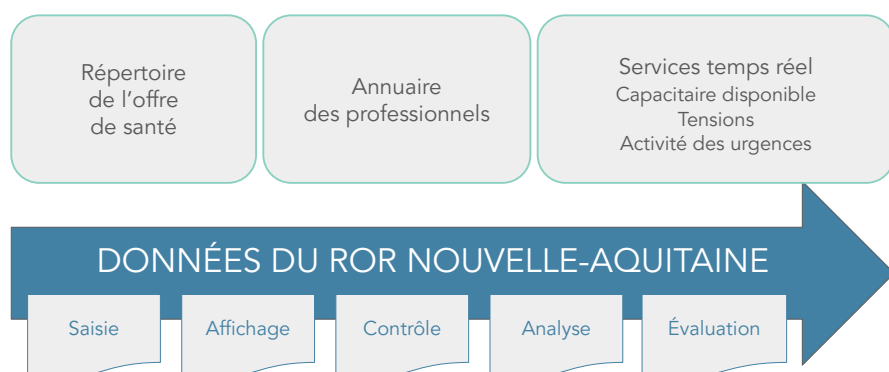 Répertoire
de l’offre
de santé
Annuaire
des professionnels
Services temps réel
Capacitaire disponible
Tensions
Activité des urgences
DONNÉES DU ROR NOUVELLE-AQUITAINE
Saisie
Affichage
Contrôle
Analyse
Évaluation